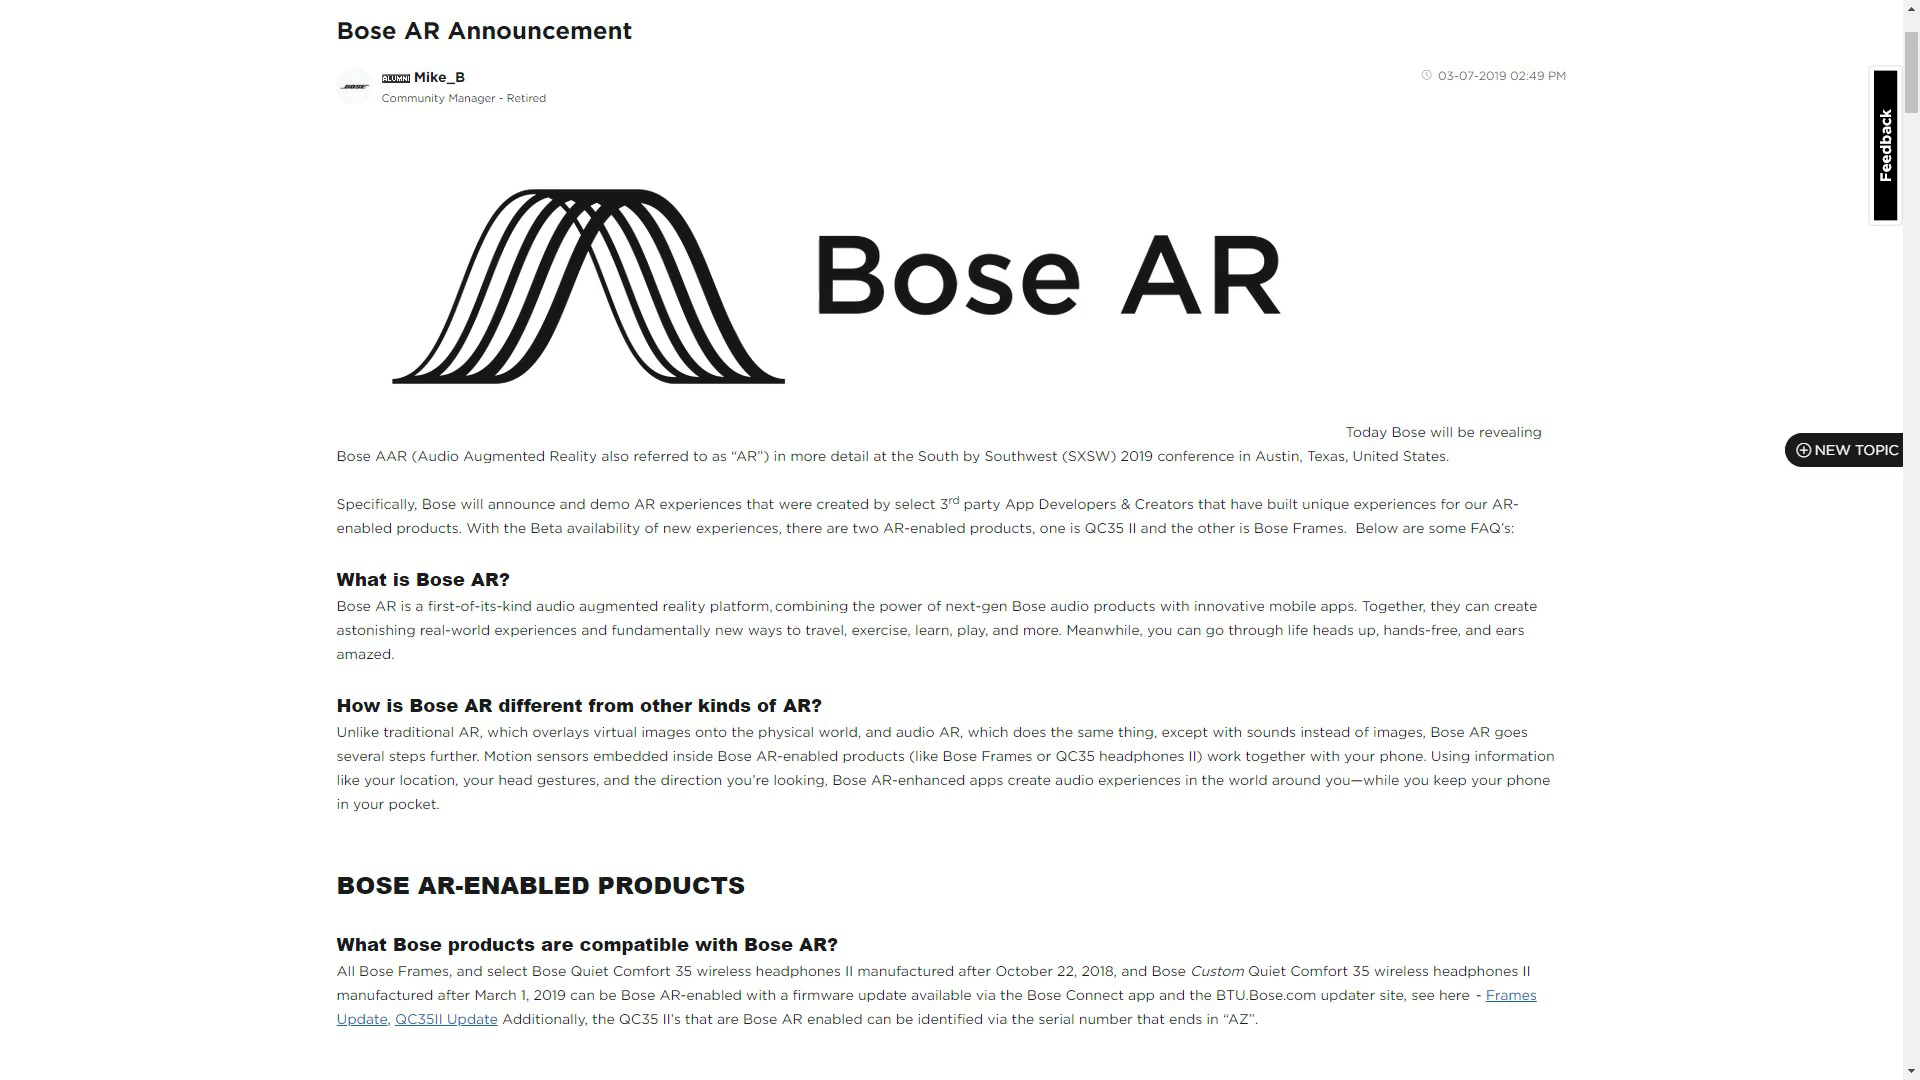 Bose AR Announcement
ALUMNI Mike_B
03-07-2019 02:49 PM
BOSE
Community Manager - Retired
Feedback
Bose AR
Today Bose will be revealing
Bose AAR (Audio Augmented Reality also referred to as “AR”) in more detail at the South by Southwest (SXSW) 2019 conference in Austin, Texas, United States.
NEW TOPIC
Specifically, Bose will announce and demo AR experiences that were created by select 3rd party App Developers & Creators that have built unique experiences for our AR-
enabled products. With the Beta availability of new experiences, there are two AR-enabled products, one is QC35 II and the other is Bose Frames.  Below are some FAQ’s:
What is Bose AR?
Bose AR is a first-of-its-kind audio augmented reality platform, combining the power of next-gen Bose audio products with innovative mobile apps. Together, they can create
astonishing real-world experiences and fundamentally new ways to travel, exercise, learn, play, and more. Meanwhile, you can go through life heads up, hands-free, and ears
amazed.
How is Bose AR different from other kinds of AR?
Unlike traditional AR, which overlays virtual images onto the physical world, and audio AR, which does the same thing, except with sounds instead of images, Bose AR goes
several steps further. Motion sensors embedded inside Bose AR-enabled products (like Bose Frames or QC35 headphones II) work together with your phone. Using information
like your location, your head gestures, and the direction you’re looking, Bose AR-enhanced apps create audio experiences in the world around you—while you keep your phone
in your pocket.
BOSE AR-ENABLED PRODUCTS
What Bose products are compatible with Bose AR?
All Bose Frames, and select Bose Quiet Comfort 35 wireless headphones II manufactured after October 22, 2018, and Bose Custom Quiet Comfort 35 wireless headphones II
manufactured after March 1, 2019 can be Bose AR-enabled with a firmware update available via the Bose Connect app and the BTU.Bose.com updater site, see here - Frames
Update, QC35II Update Additionally, the QC35 II’s that are Bose AR enabled can be identified via the serial number that ends in “AZ”.